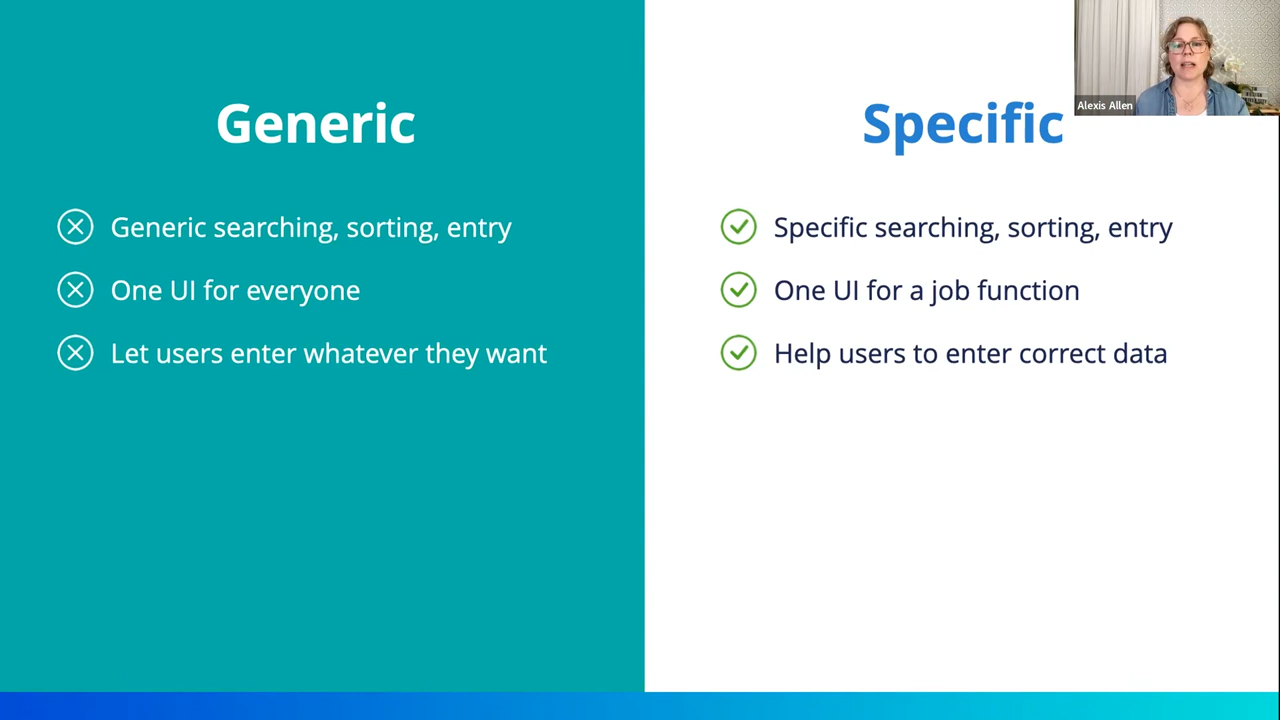 Generic
Generic searching, sorting, entry
One UI for everyone
Let users enter whatever they want
Specific
Specific searching, sorting, entry
One UI for a job function
Help users to enter correct data
Alexis Allen